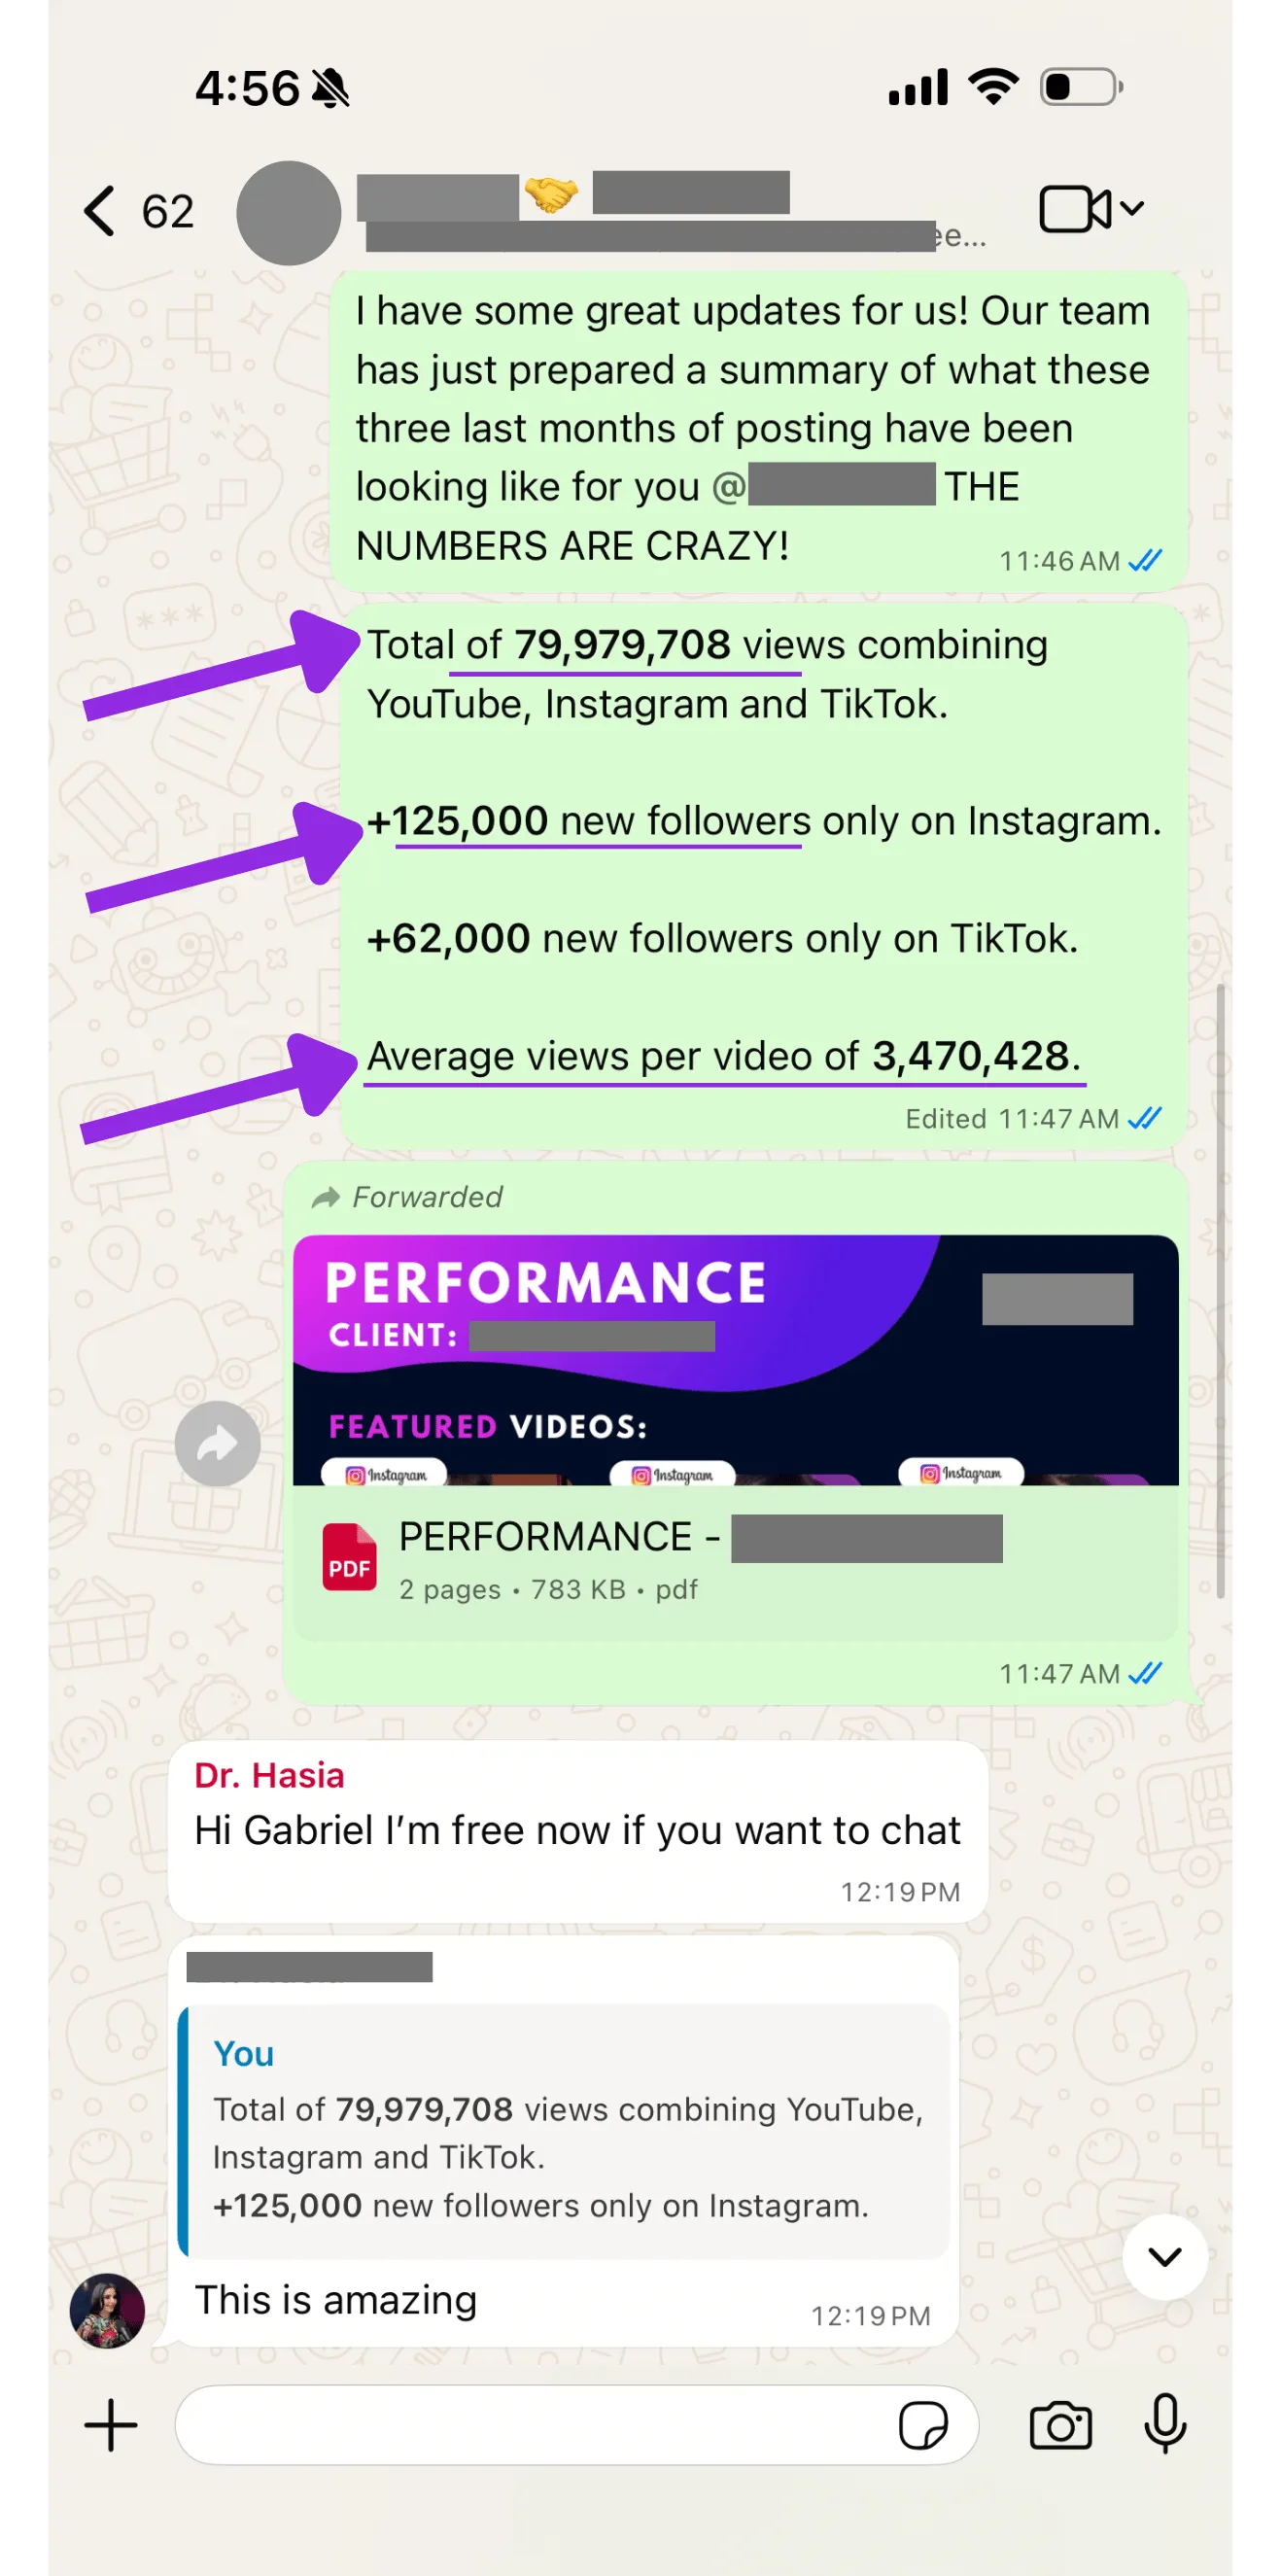 4:56
62
ee...
I have some great updates for us! Our team
has just prepared a summary of what these
three last months of posting have been
looking like for you @ THE
NUMBERS ARE CRAZY!
11:46 AM
Total of 79,979,708 views combining
YouTube, Instagram and TikTok.
+125,000 new followers only on Instagram.
+62,000 new followers only on TikTok.
Average views per video of 3,470,428.
Edited 11:47 AM
Forwarded
PERFORMANCE
CLIENT:
FEATURED VIDEOS:
Instagram Instagram Instagram
PDF
PERFORMANCE -
2 pages • 783 KB • pdf
11:47 AM
Dr. Hasia
Hi Gabriel I’m free now if you want to chat
12:19 PM
You
Total of 79,979,708 views combining YouTube,
Instagram and TikTok.
+125,000 new followers only on Instagram.
This is amazing
12:19 PM